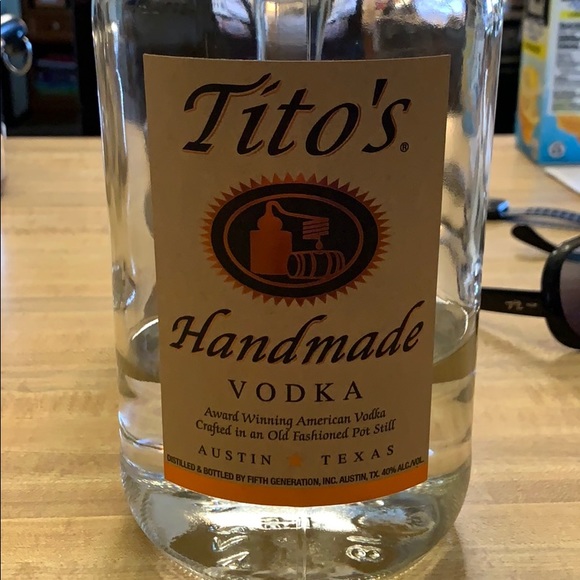 Tito's®
Handmade
VODKA
Award Winning American Vodka
Crafted in an Old Fashioned Pot Still
AUSTIN ★ TEXAS
DISTILLED & BOTTLED BY FIFTH GENERATION, INC. AUSTIN, TX. 40% ALC./VOL.